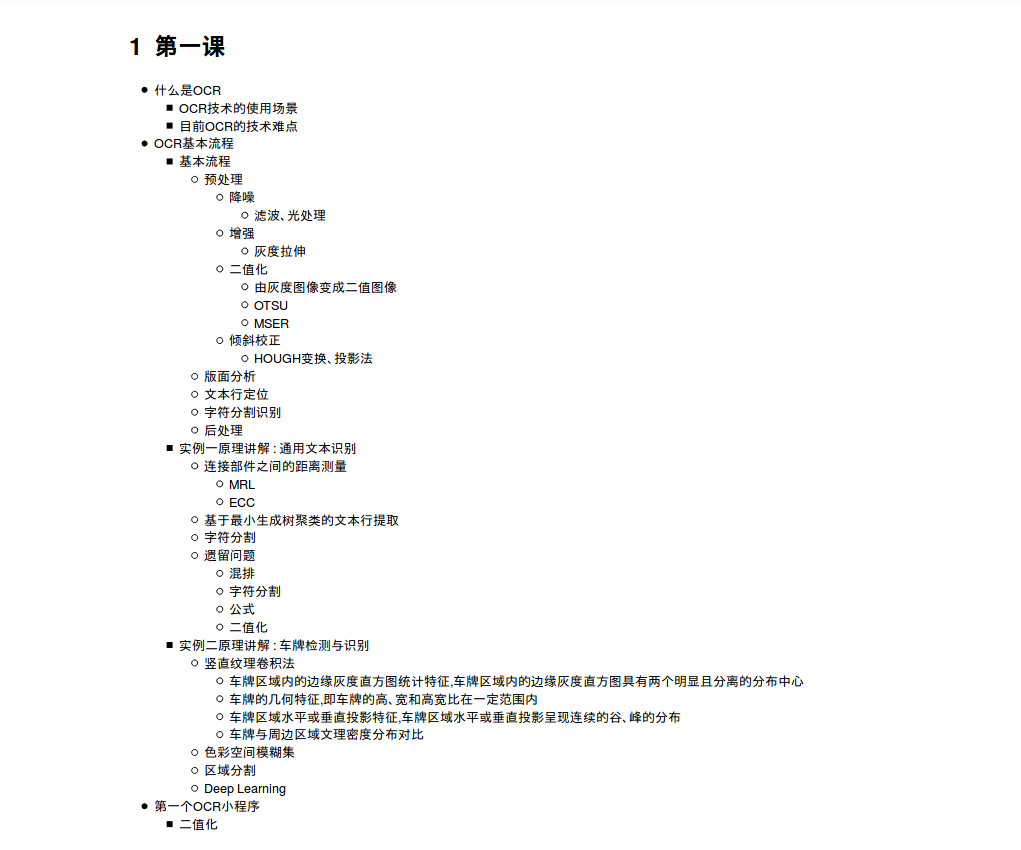 1 第一课
什么是OCR
OCR技术的使用场景
目前OCR的技术难点
OCR基本流程
基本流程
预处理
降噪
滤波、光处理
增强
灰度拉伸
二值化
由灰度图像变成二值图像
OTSU
MSER
倾斜校正
HOUGH变换、投影法
版面分析
文本行定位
字符分割识别
后处理
实例一原理讲解：通用文本识别
连接部件之间的距离测量
MRL
ECC
基于最小生成树聚类的文本行提取
字符分割
遗留问题
混排
字符分割
公式
二值化
实例二原理讲解：车牌检测与识别
竖直纹理卷积法
车牌区域内的边缘灰度直方图统计特征,车牌区域内的边缘灰度直方图具有两个明显且分离的分布中心
车牌的几何特征,即车牌的高、宽和高宽比在一定范围内
车牌区域水平或垂直投影特征,车牌区域水平或垂直投影呈现连续的谷、峰的分布
车牌与周边区域文理密度分布对比
色彩空间模糊集
区域分割
Deep Learning
第一个OCR小程序
二值化